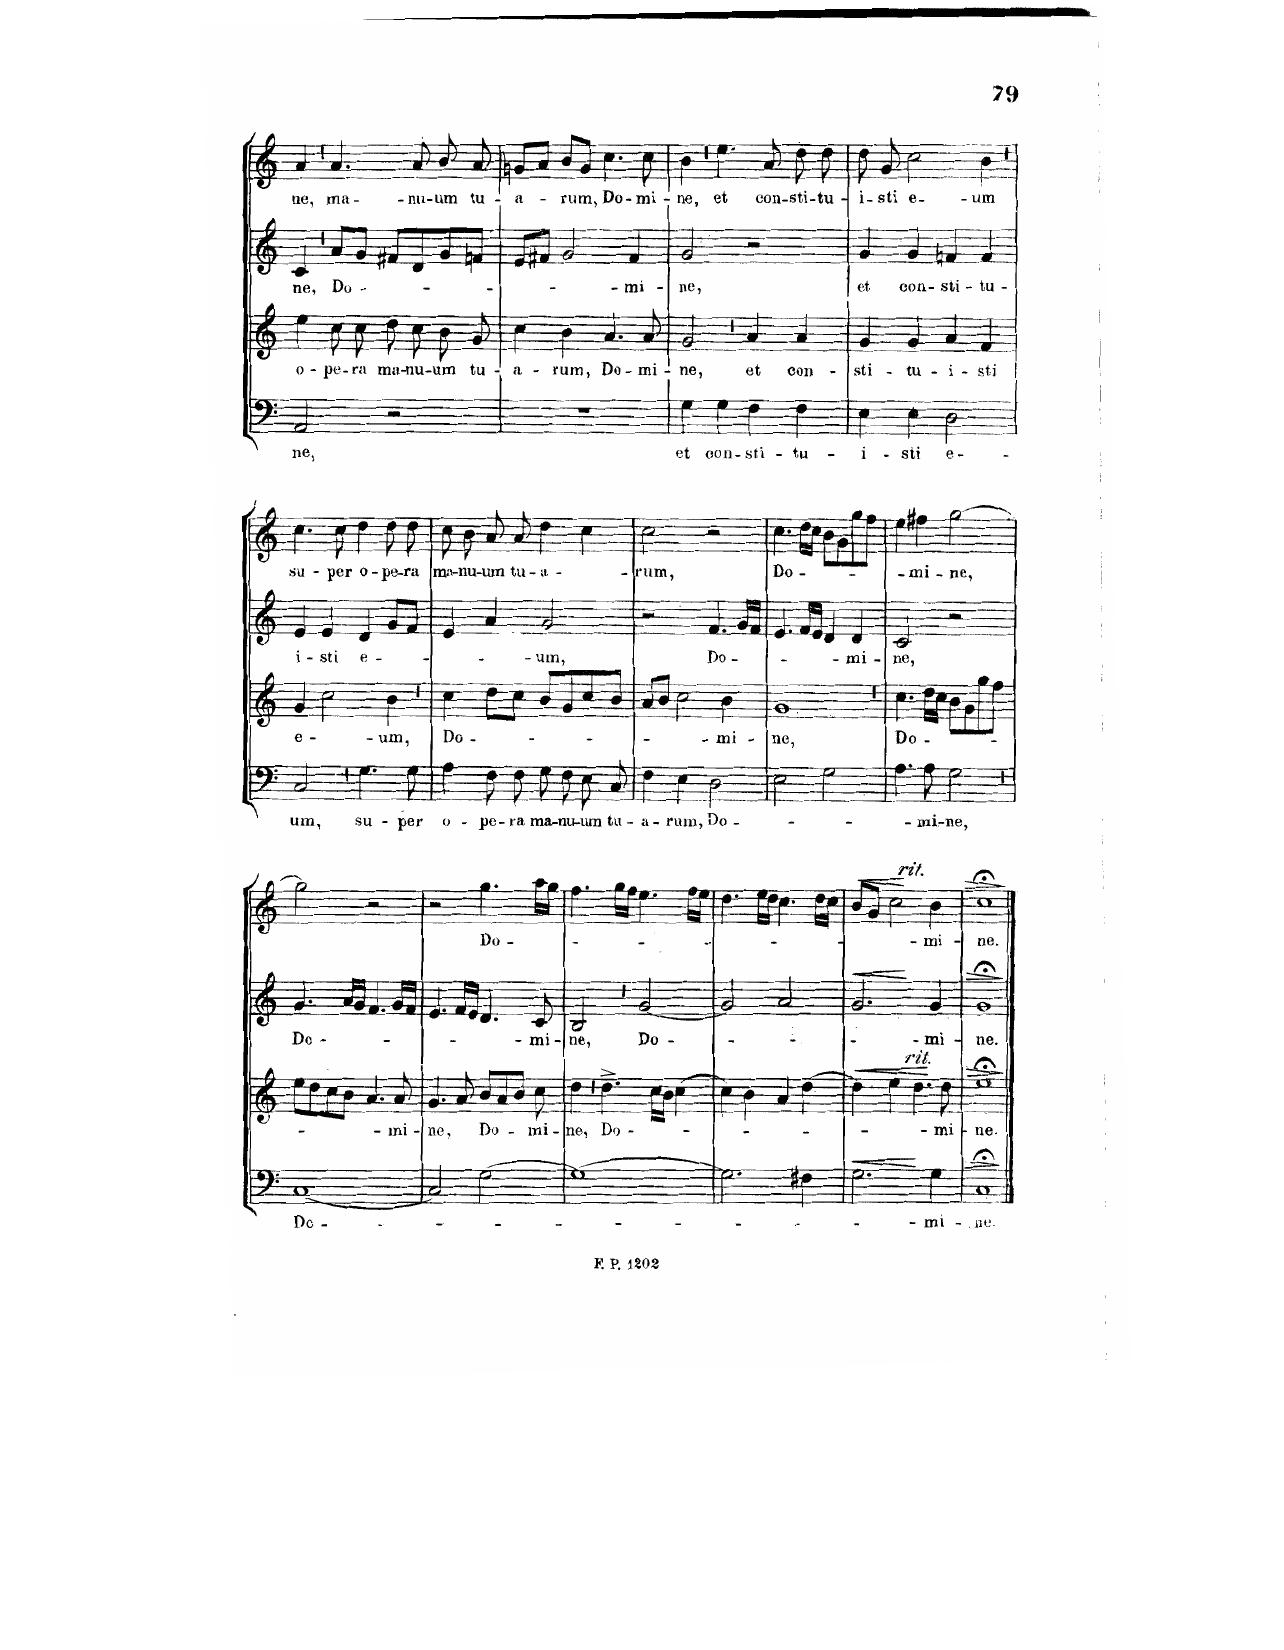 79
ne, ma - -nu-um tu - a - rum, Do-mi - ne, et con-sti-tu - i-sti e - -um
ne, Do - - - - - - -mi - ne, et con-sti-tu-
o-pe-ra ma-nu-um tu - a - rum, Do-mi - ne, et con - sti - tu - i - sti
ne, et con-sti - tu - i - sti e - -
su - per o-pe-ra ma-nu-um tu-a - -rum, Do - - - -mi - ne,
i - sti e - - - -um, Do - - - -mi - ne,
e - -um, Do - - - - - -mi - ne, Do - - -
um, su - per o - pe-ra ma-nu-um tu-a-rum, Do - - - -mi-ne,
rit.
Do - - - - - - - -mi - ne.
Do - - - - -mi-ne, Do - - - - -mi - ne.
rit.
- - -mi-ne, Do - mi-ne, Do - - - - - - -mi - ne.
Do - - - - - - - - -mi - ne.
F. P. 1202